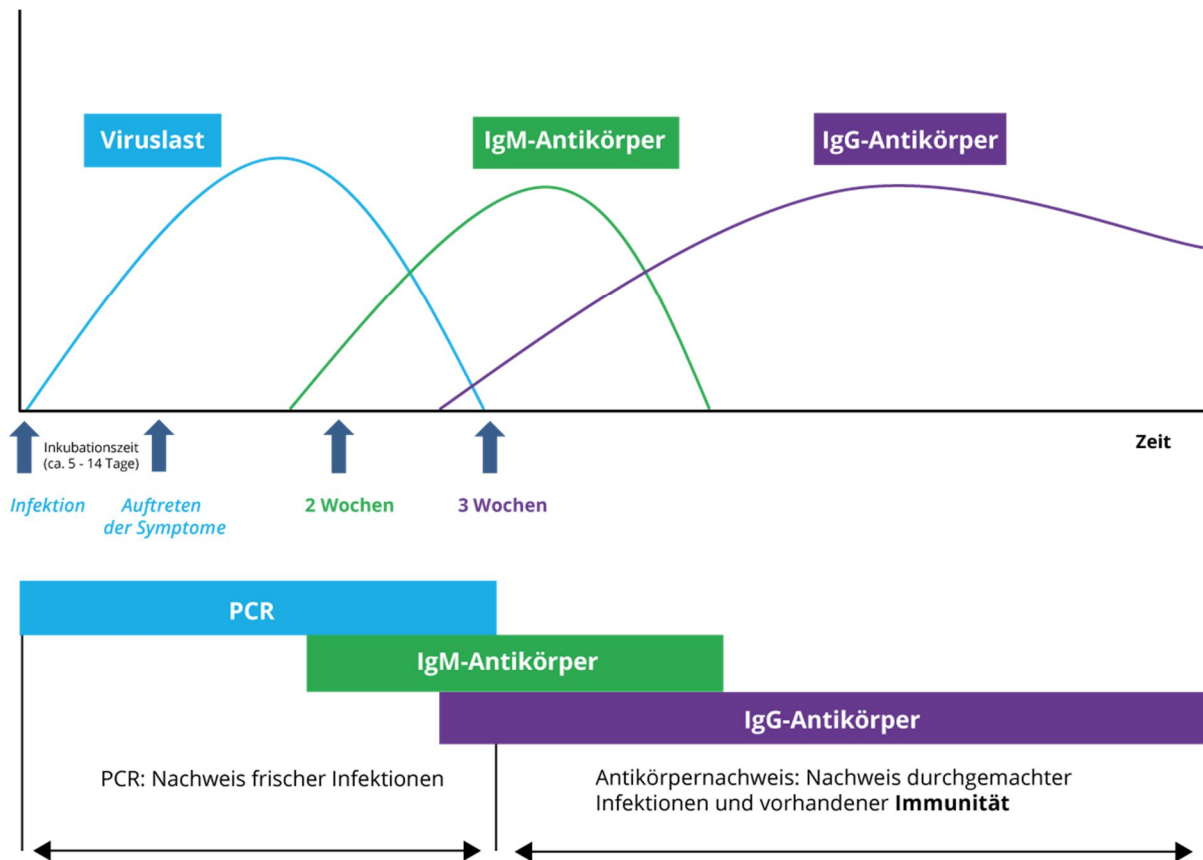 Viruslast
IgM-Antikörper
IgG-Antikörper
Inkubationszeit
(ca. 5 - 14 Tage)
Zeit
Infektion
Auftreten
der Symptome
2 Wochen
3 Wochen
PCR
IgM-Antikörper
IgG-Antikörper
PCR: Nachweis frischer Infektionen
Antikörpernachweis: Nachweis durchgemachter
Infektionen und vorhandener Immunität